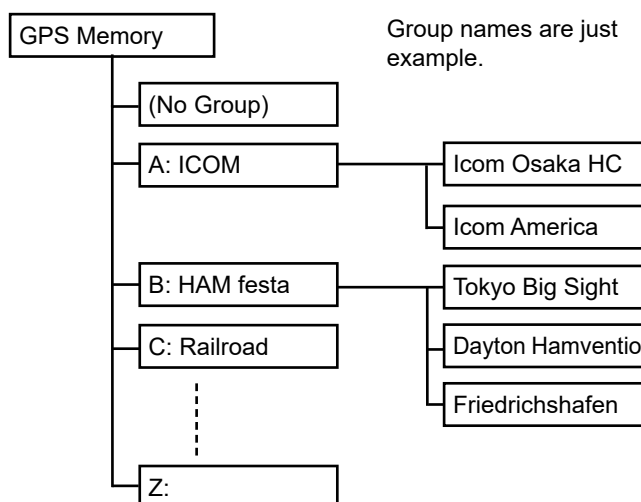 GPS Memory
Group names are just
example.
(No Group)
A: ICOM
Icom Osaka HC
Icom America
B: HAM festa
Tokyo Big Sight
Dayton Hamventio
C: Railroad
Friedrichshafen
Z: